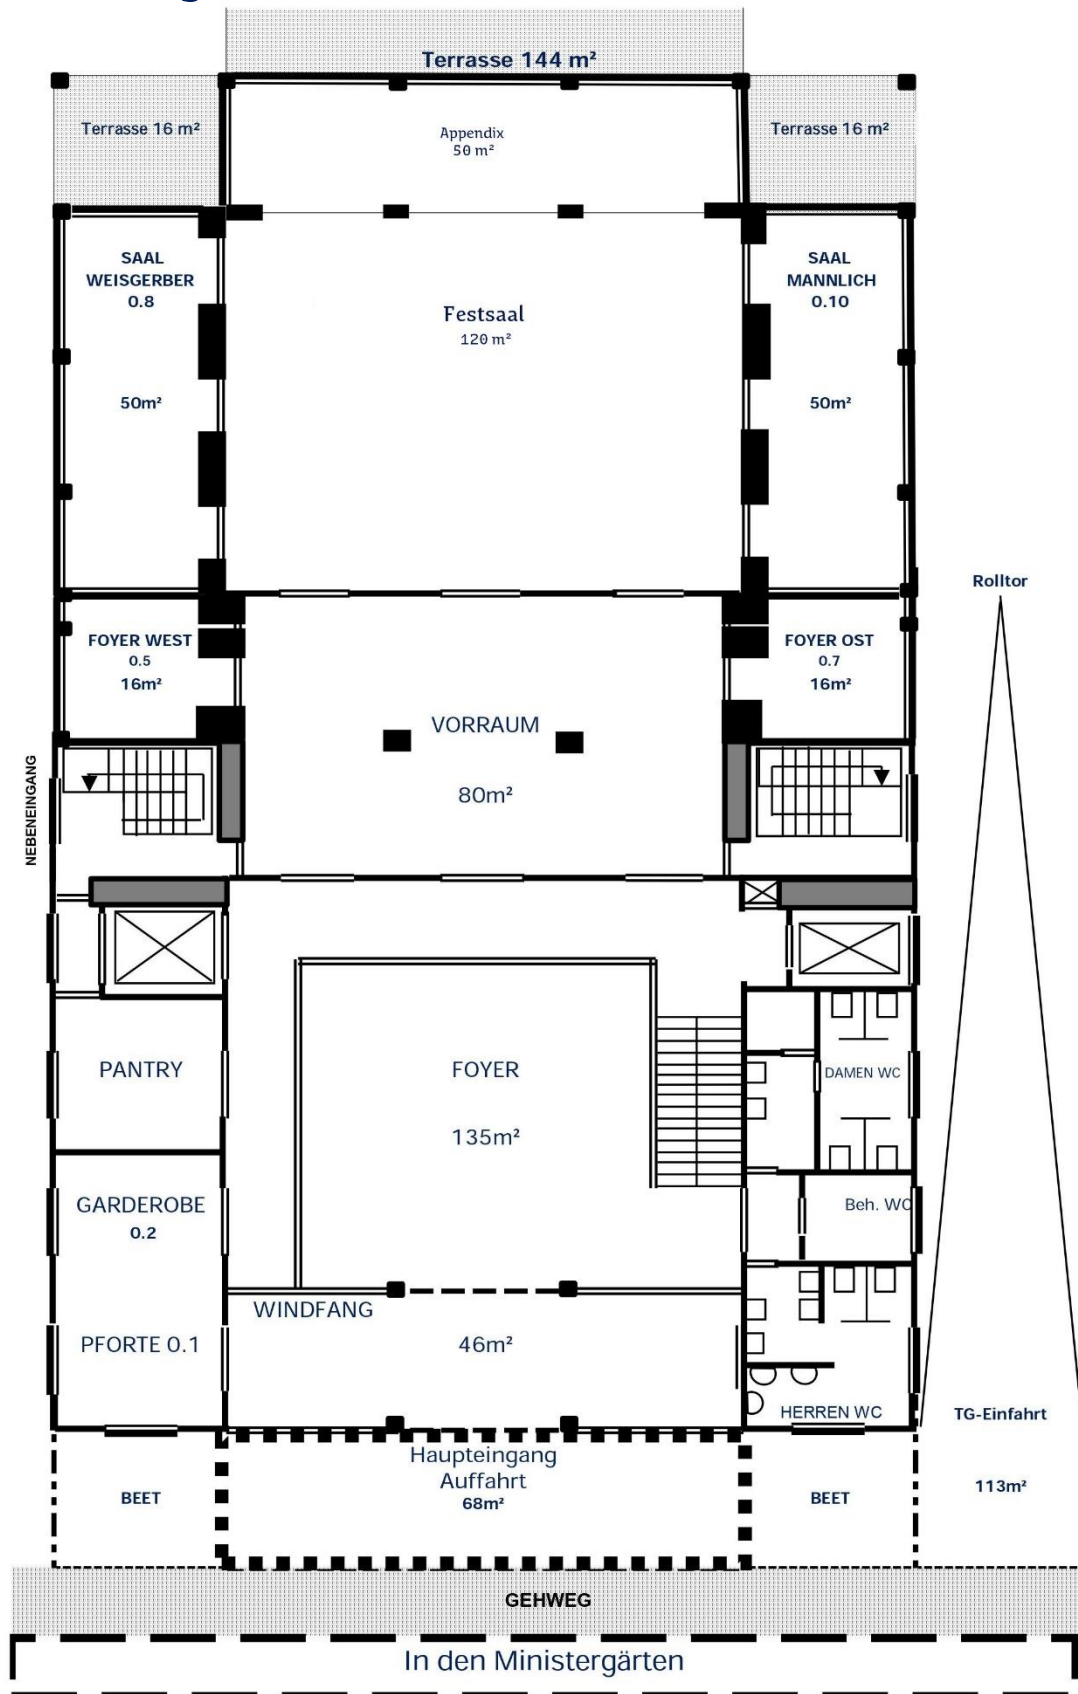 Terrasse 144 m²
Terrasse 16 m²
Appendix
50 m²
Terrasse 16 m²
SAAL
WEISGERBER
0.8
50m²
Festsaal
120 m²
SAAL
MANNLICH
0.10
50m²
Rolltor
FOYER WEST
0.5
16m²
FOYER OST
0.7
16m²
VORRAUM
80m²
NEBENEINGANG
PANTRY
FOYER
135m²
DAMEN WC
GARDEROBE
0.2
Beh. WC
WINDFANG
PFORTE 0.1
46m²
HERREN WC
TG-Einfahrt
113m²
Haupteingang
Auffahrt
68m²
BEET
BEET
GEHWEG
In den Ministergärten